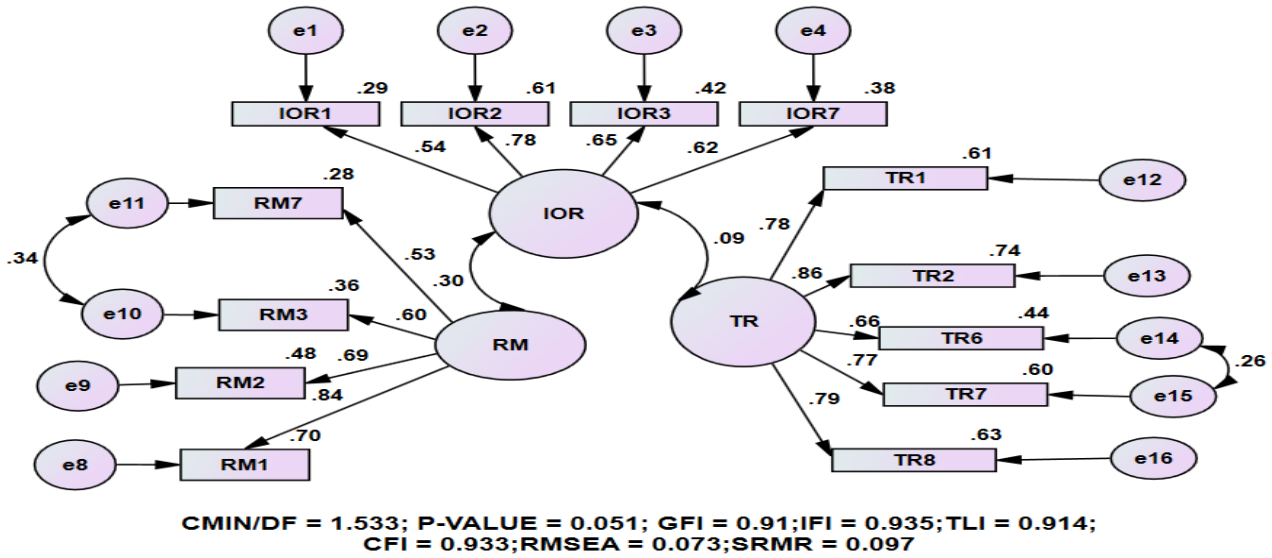 e1 e2 e3 e4
.29 .61 .42 .38
IOR1 IOR2 IOR3 IOR7
.54 .78 .65 .62
.61
TR1 e12
.28
e11 RM7
IOR
.78 .09
.53
.34 .30
.74
.86 TR2 e13
.36
e10 RM3
.60
TR
.66 .44
TR6 e14
RM
.48 .69
.77 .60 .26
e9 RM2
.84
TR7 e15
.79
.70 .63
e8 RM1
TR8 e16
CMIN/DF = 1.533; P-VALUE = 0.051; GFI = 0.91;IFI = 0.935;TLI = 0.914;
CFI = 0.933;RMSEA = 0.073;SRMR = 0.097